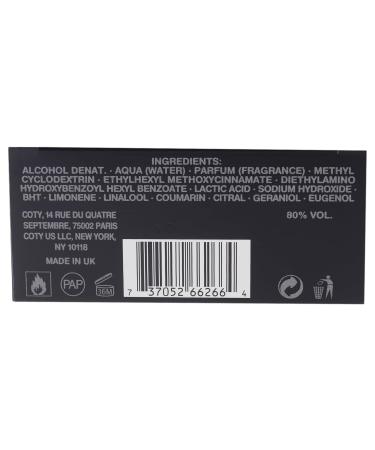 INGREDIENTS:
ALCOHOL DENAT. · AQUA (WATER) · PARFUM (FRAGRANCE) · METHYL
CYCLODEXTRIN · ETHYLHEXYL METHOXYCINNAMATE · DIETHYLAMINO
HYDROXYBENZOYL HEXYL BENZOATE · LACTIC ACID · SODIUM HYDROXIDE ·
BHT · LIMONENE · LINALOOL · COUMARIN · CITRAL · GERANIOL · EUGENOL
COTY, 14 RUE DU QUATRE
SEPTEMBRE, 75002 PARIS
COTY US LLC, NEW YORK,
NY 10118
80% VOL.
MADE IN UK
PAP
36M
7 37052 66266 4